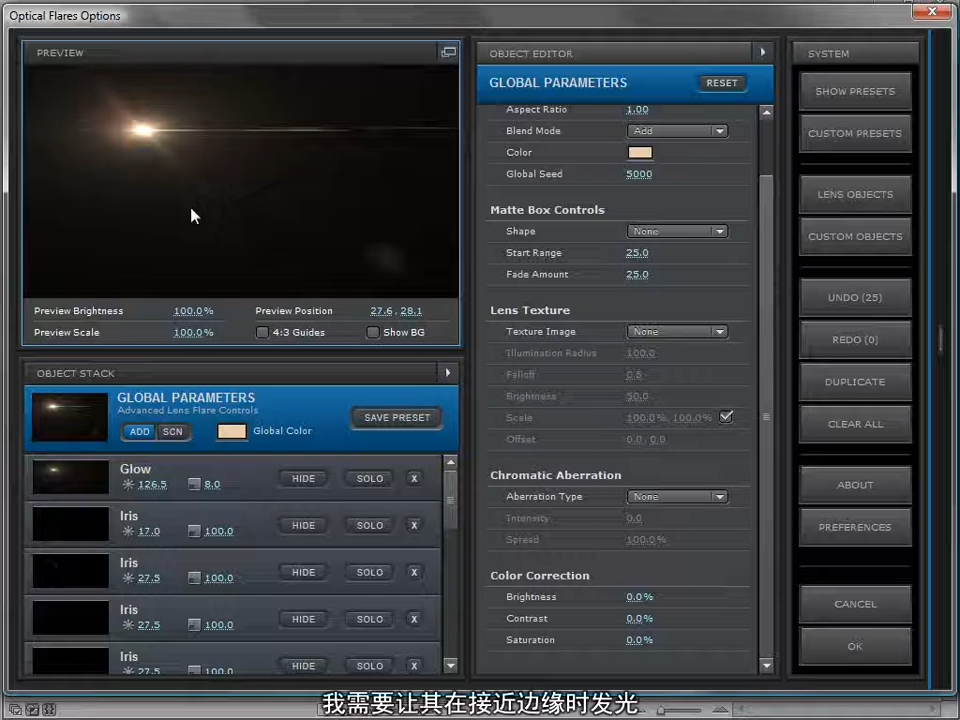 Optical Flares Options
PREVIEW
Preview Brightness 100.0% Preview Position 27.6 , 28.1
Preview Scale 100.0% 4:3 Guides Show BG
OBJECT STACK
GLOBAL PARAMETERS
Advanced Lens Flare Controls
ADD SCN Global Color SAVE PRESET
Glow
126.5 8.0 HIDE SOLO X
Iris
17.0 100.0 HIDE SOLO X
Iris
27.5 100.0 HIDE SOLO X
Iris
27.5 100.0 HIDE SOLO X
Iris
27.5 100.0 HIDE SOLO X
OBJECT EDITOR
GLOBAL PARAMETERS RESET
Aspect Ratio 1.00
Blend Mode Add
Color
Global Seed 5000
Matte Box Controls
Shape None
Start Range 25.0
Fade Amount 25.0
Lens Texture
Texture Image None
Illumination Radius 100.0
Falloff 0.5
Brightness 50.0
Scale 100.0%, 100.0%
Offset 0.0, 0.0
Chromatic Aberration
Aberration Type None
Intensity 0.0
Spread 100.0%
Color Correction
Brightness 0.0%
Contrast 0.0%
Saturation 0.0%
SYSTEM
SHOW PRESETS
CUSTOM PRESETS
LENS OBJECTS
CUSTOM OBJECTS
UNDO (25)
REDO (0)
DUPLICATE
CLEAR ALL
ABOUT
PREFERENCES
CANCEL
OK
我需要让其在接近边缘时发光